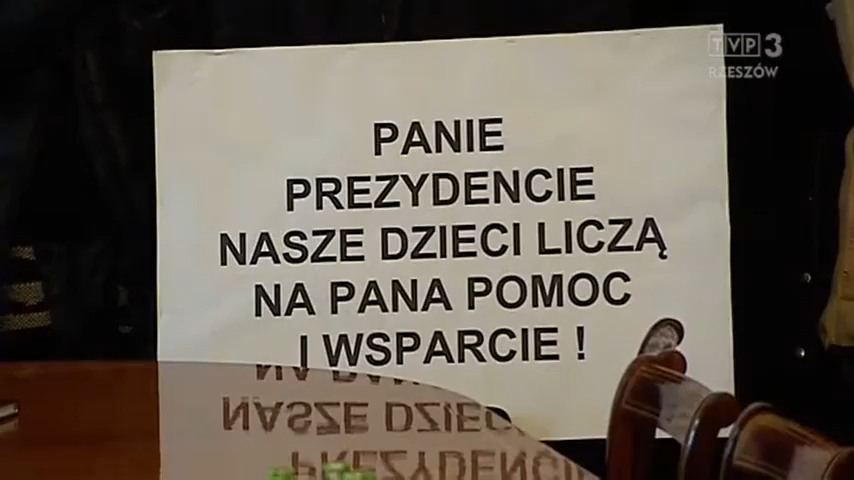 TVP3
RZESZÓW
PANIE
PREZYDENCIE
NASZE DZIECI LICZĄ
NA PANA POMOC
I WSPARCIE !